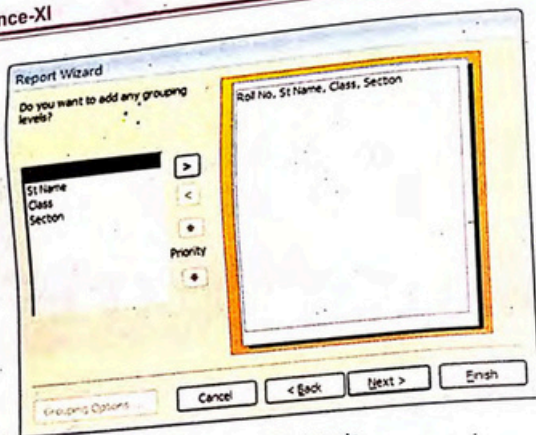 nce-XI
Report Wizard
Do you want to add any grouping
levels?
Roll No, St Name, Class, Section
>
St Name
Class
Section
<
Priority
Grouping Options ...
Cancel
< Back
Next >
Finish